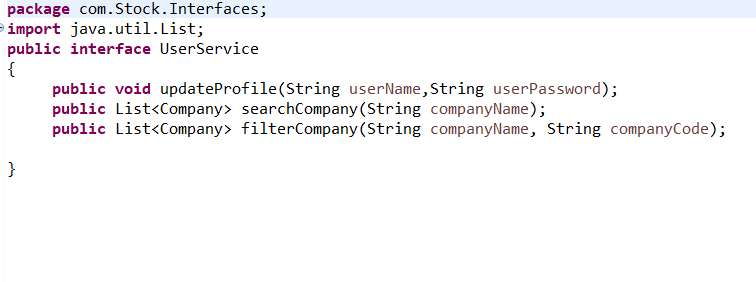 package com.Stock.Interfaces;
import java.util.List;
public interface UserService
{
public void updateProfile(String userName,String userPassword);
public List<Company> searchCompany(String companyName);
public List<Company> filterCompany(String companyName, String companyCode);
}